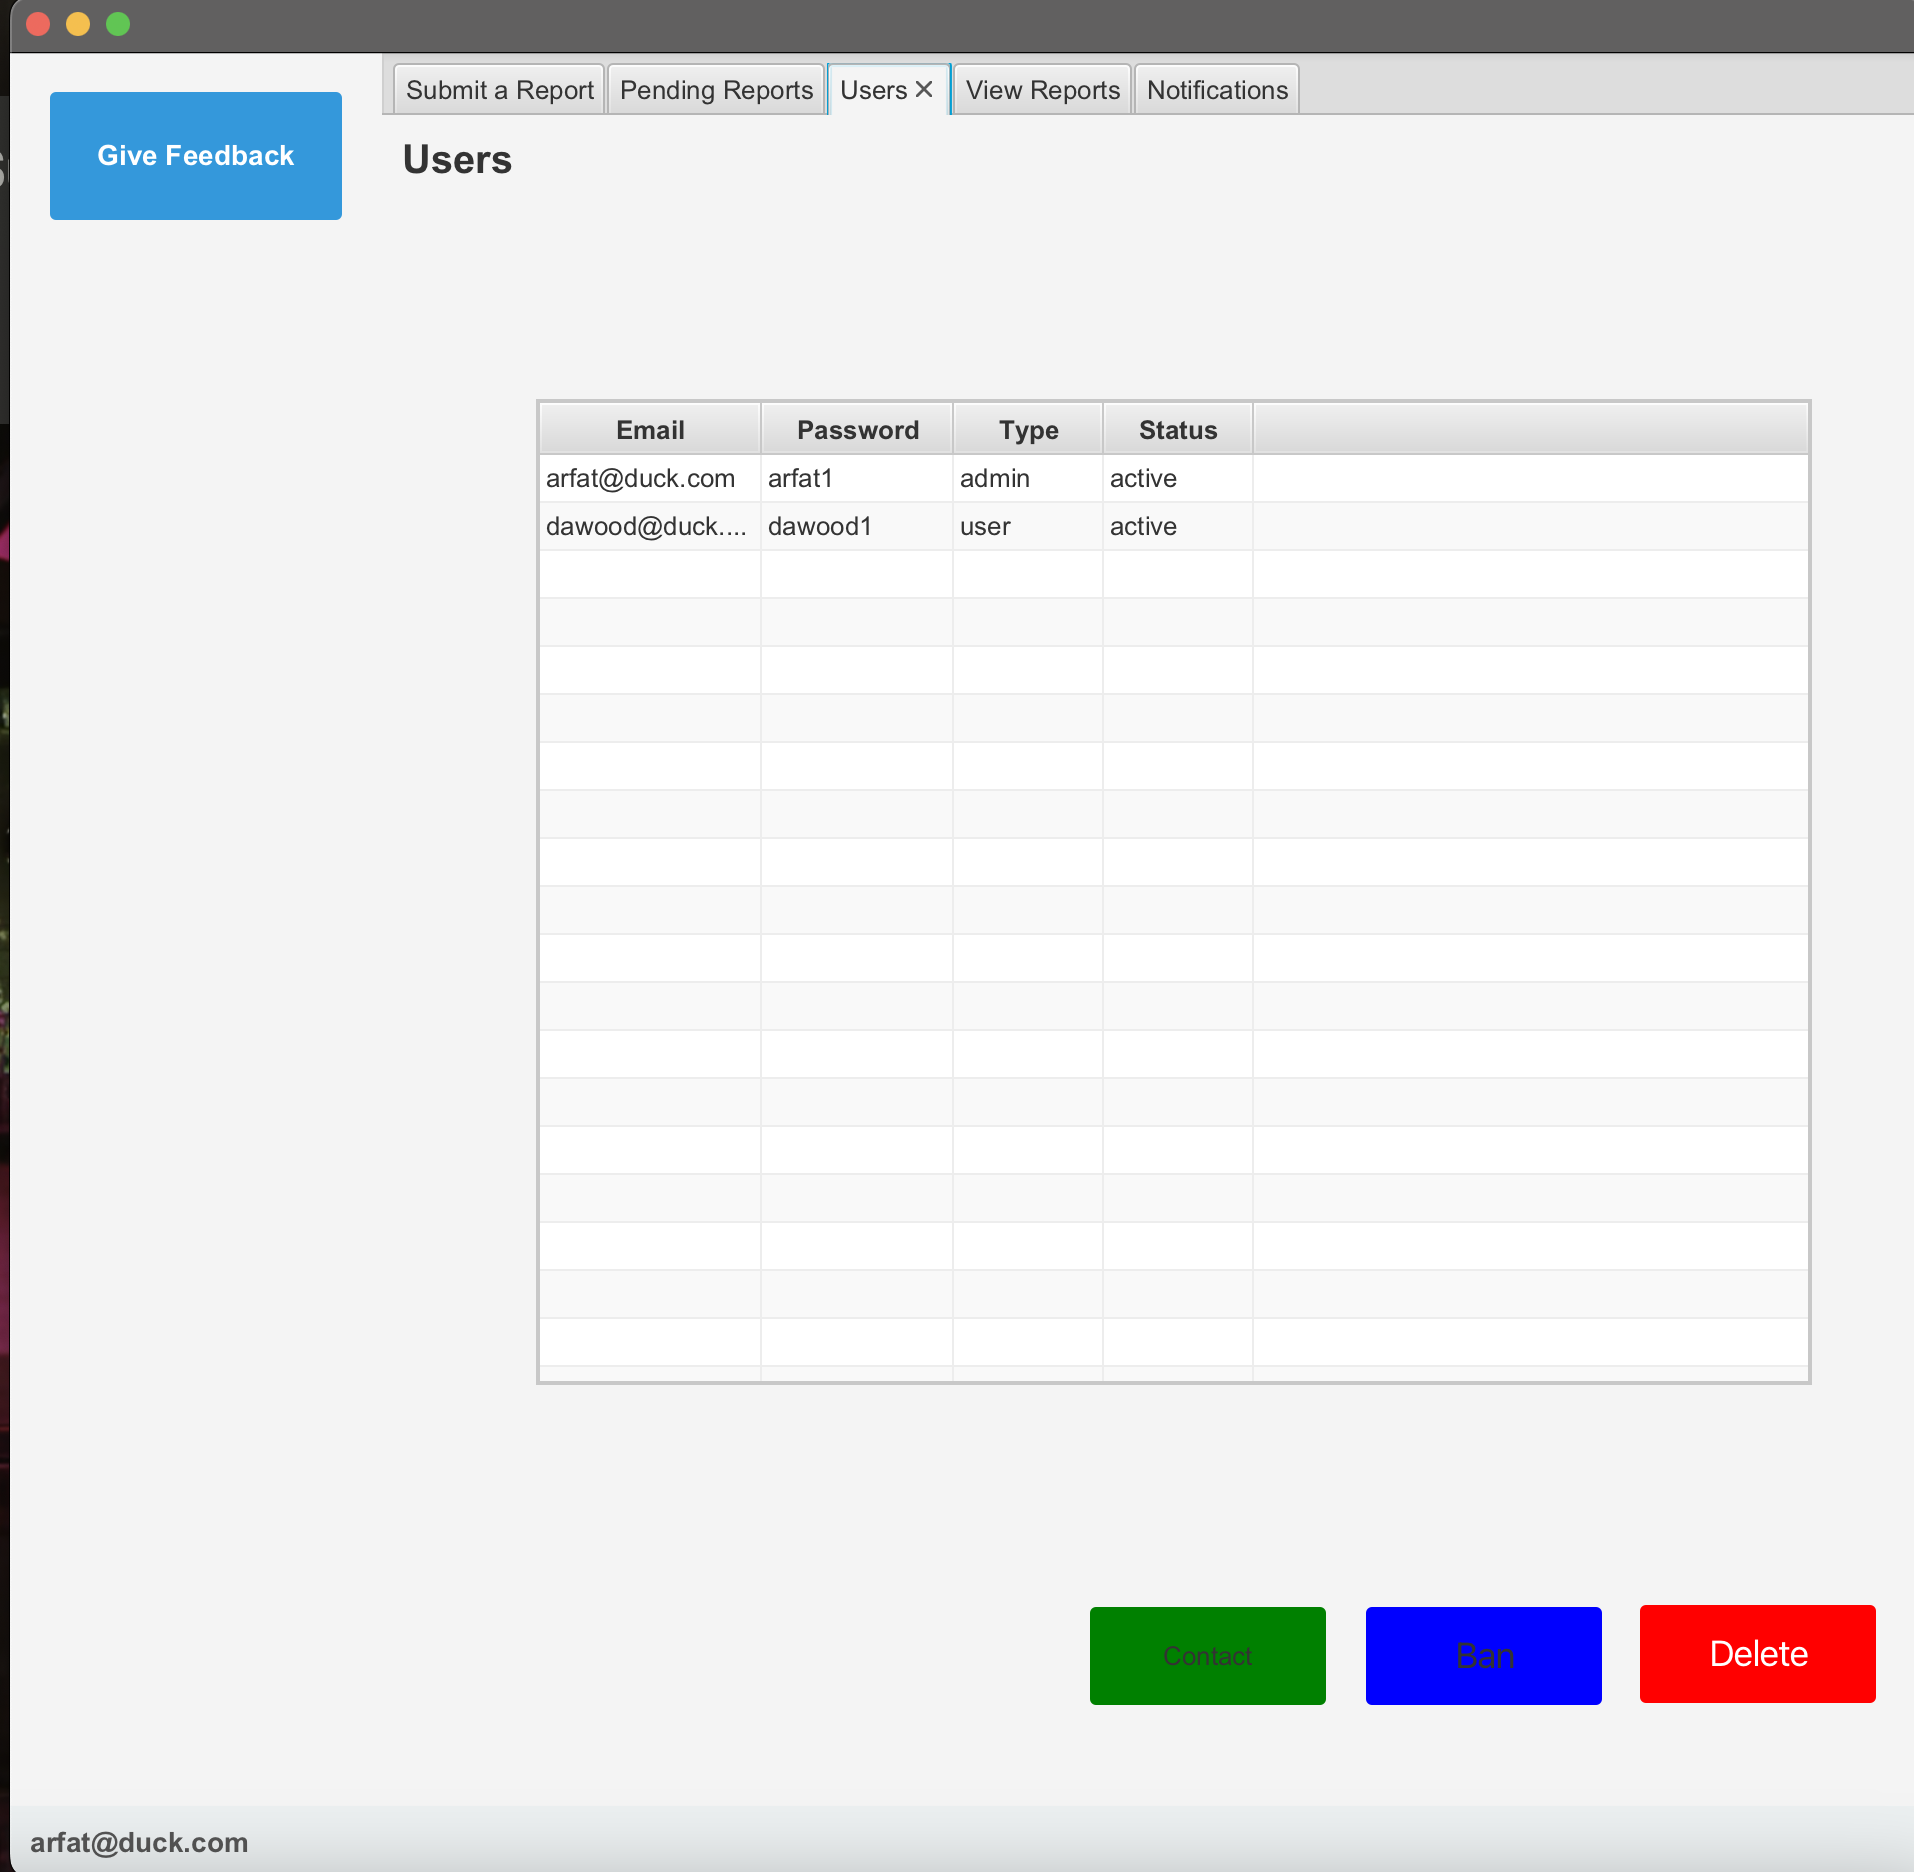 Submit a Report Pending Reports Users View Reports Notifications
Give Feedback
Users
Email Password Type Status
arfat@duck.com arfat1 admin active
dawood@duck.... dawood1 user active
Contact Ban Delete
arfat@duck.com